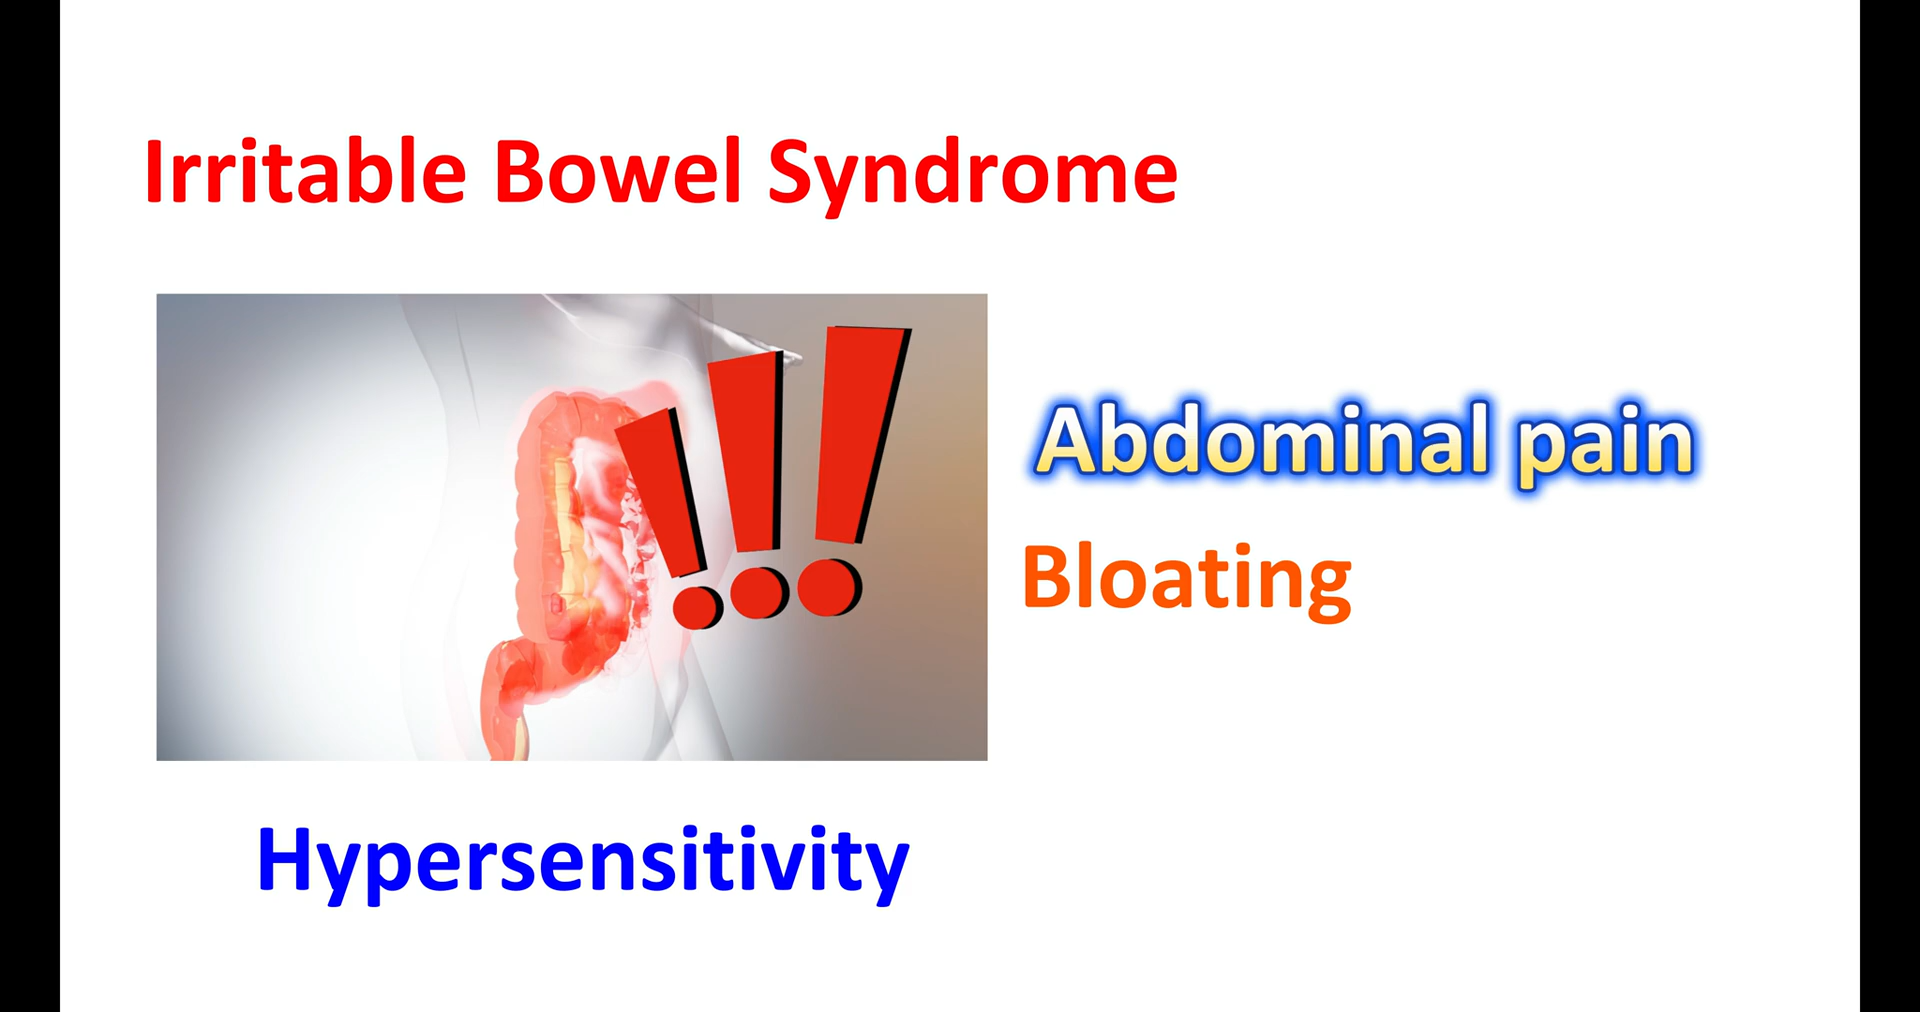 Irritable Bowel Syndrome
Abdominal pain
Bloating
Hypersensitivity